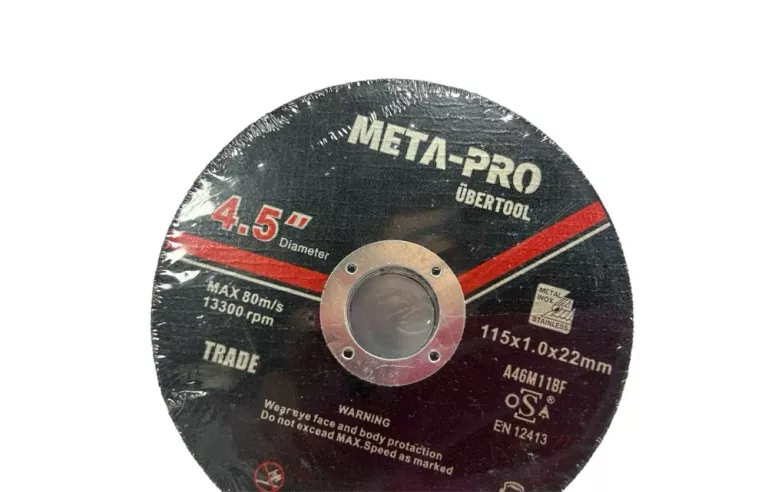 META-PRO
ÜBERTOOL
4.5"
Diameter
MAX 80m/s
13300 rpm
TRADE
METAL
INOX
STAINLESS
115x1.0x22mm
A46M11BF
oSA®
EN 12413
WARNING
Wear eye face and body protaction
Do not excead MAX.Speed as marked